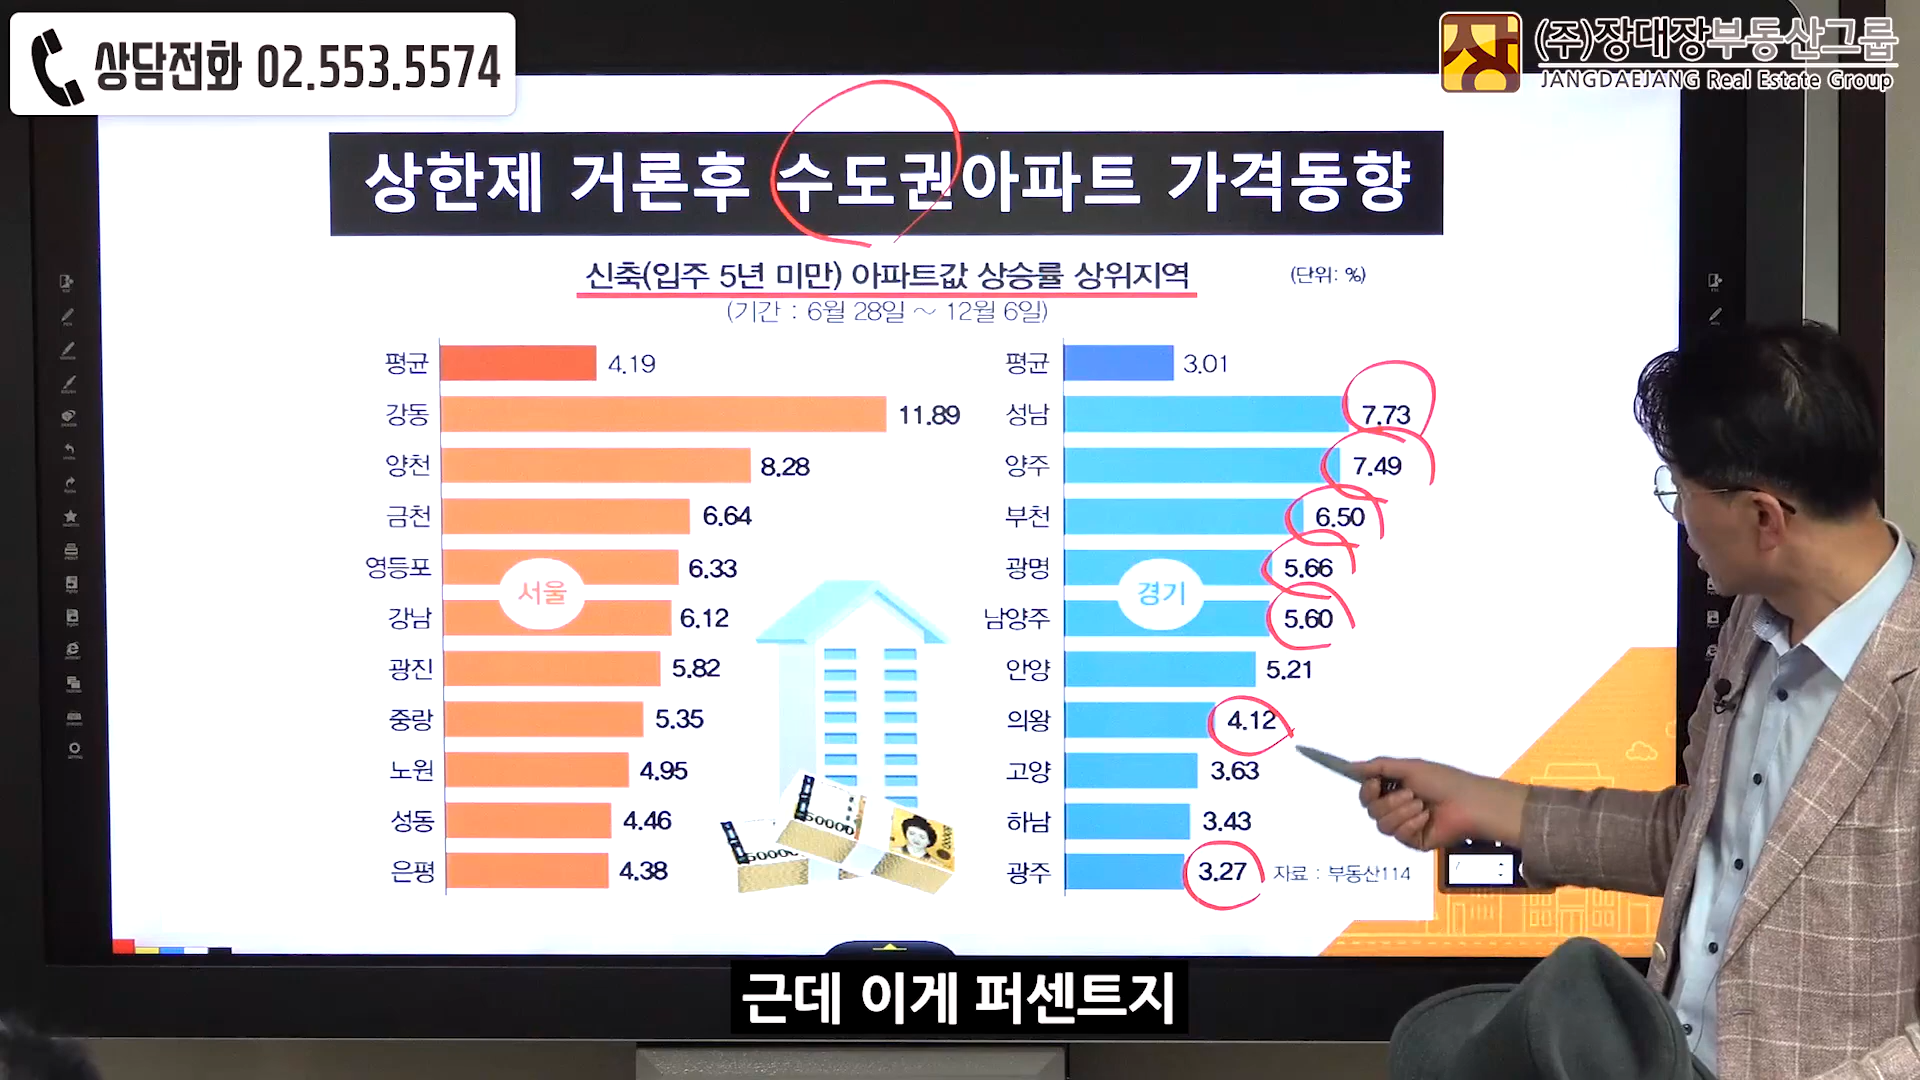 상담전화 02.553.5574
(주)장대장부동산그룹
JANGDAEJANG Real Estate Group
상한제 거론후 수도권아파트 가격동향
신축(입주 5년 미만) 아파트값 상승률 상위지역
(단위: %)
(기간 : 6월 28일 ~ 12월 6일)
평균 4.19
강동 11.89
양천 8.28
금천 6.64
영등포 6.33
강남 6.12
광진 5.82
중랑 5.35
노원 4.95
성동 4.46
은평 4.38
서울
평균 3.01
성남 7.73
양주 7.49
부천 6.50
광명 5.66
남양주 5.60
안양 5.21
의왕 4.12
고양 3.63
하남 3.43
광주 3.27
경기
자료 : 부동산114
50000
50000
근데 이게 퍼센트지